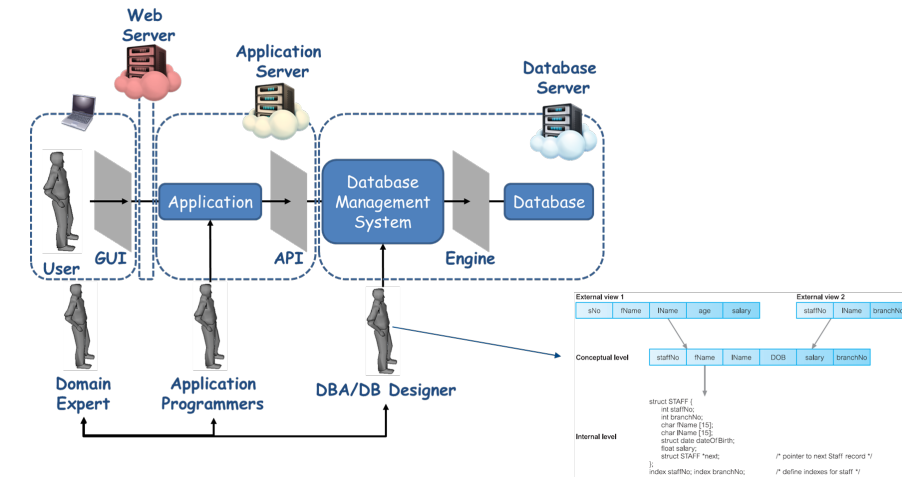 Web
Server
Application
Server
Database
Server
User
GUI
Application
API
Database
Management
System
Engine
Database
Domain
Expert
Application
Programmers
DBA/DB Designer
External view 1
sNo fName lName age salary
External view 2
staffNo lName branchNo
Conceptual level
staffNo fName lName DOB salary branchNo
Internal level
struct STAFF {
int staffNo;
int branchNo;
char fName [15];
char lName [15];
struct date dateOfBirth;
float salary;
struct STAFF *next; /* pointer to next Staff record */
};
index staffNo; index branchNo; /* define indexes for staff */